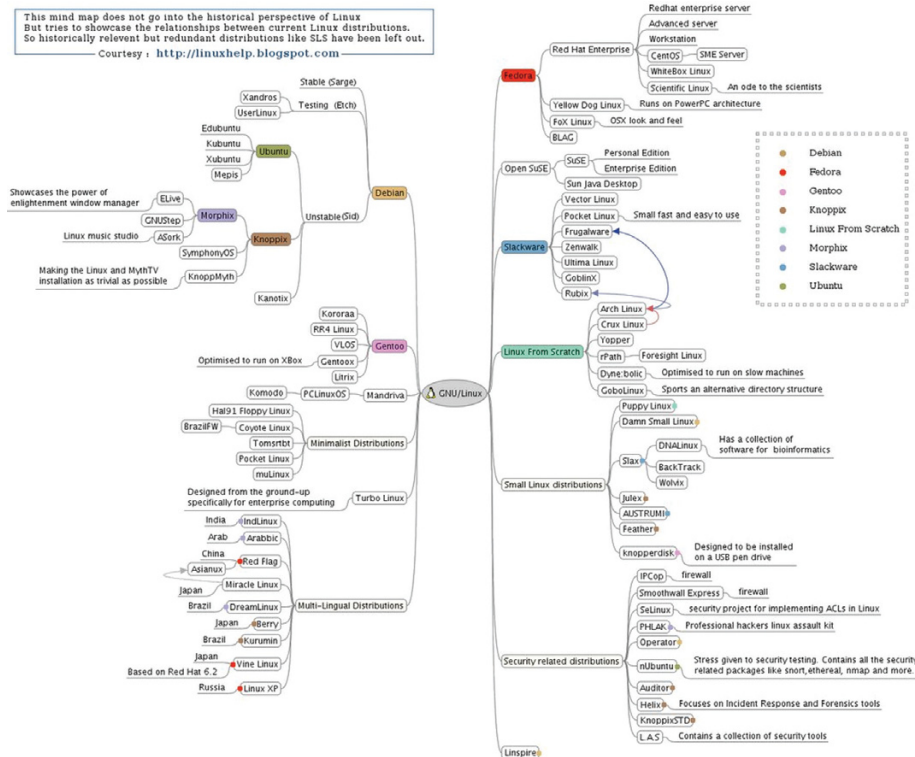 This mind map does not go into the historical perspective of Linux
But tries to showcase the relationships between current Linux distributions.
So historically relevent but redundant distributions like SLS have been left out.
Courtesy : http://linuxhelp.blogspot.com
Stable (Sarge)
Xandros
UserLinux
Testing (Etch)
Edubuntu
Kubuntu
Xubuntu
Mepis
Ubuntu
Debian
Showcases the power of
enlightenment window manager
ELive
GNUStep
Linux music studio
ASork
Morphix
SymphonyOS
Making the Linux and MythTV
installation as trivial as possible
KnoppMyth
Knoppix
Unstable(Sid)
Kanotix
Kororaa
RR4 Linux
VLOS
Optimised to run on XBox
Gentoox
Litrix
Gentoo
Komodo
PCLinuxOS
Mandriva
GNU/Linux
Hal91 Floppy Linux
BrazilFW
Coyote Linux
Tomsrtbt
Pocket Linux
muLinux
Minimalist Distributions
Designed from the ground-up
specifically for enterprise computing
Turbo Linux
India
IndLinux
Arab
Arabbic
China
Asianux
Red Flag
Japan
Miracle Linux
Brazil
DreamLinux
Japan
Berry
Brazil
Kurumin
Japan
Based on Red Hat 6.2
Vine Linux
Russia
Linux XP
Multi-Lingual Distributions
Fedora
Red Hat Enterprise
Redhat enterprise server
Advanced server
Workstation
CentOS
SME Server
WhiteBox Linux
Scientific Linux
An ode to the scientists
Yellow Dog Linux
Runs on PowerPC architecture
FoX Linux
OSX look and feel
BLAG
Open SuSE
SuSE
Personal Edition
Enterprise Edition
Sun Java Desktop
Slackware
Vector Linux
Pocket Linux
Small fast and easy to use
Frugalware
Zenwalk
Ultima Linux
GoblinX
Rubix
Linux From Scratch
Arch Linux
Crux Linux
Yopper
rPath
Foresight Linux
Dyne:bolic
Optimised to run on slow machines
GoboLinux
Sports an alternative directory structure
Small Linux distributions
Puppy Linux
Damn Small Linux
Slax
DNALinux
Has a collection of
software for bioinformatics
BackTrack
Wolvix
Julex
AUSTRUMI
Feather
knopperdisk
Designed to be installed
on a USB pen drive
Security related distributions
IPCop
firewall
Smoothwall Express
firewall
SeLinux
security project for implementing ACLs in Linux
PHLAK
Professional hackers linux assault kit
Operator
nUbuntu
Stress given to security testing. Contains all the security
related packages like snort,ethereal, nmap and more.
Auditor
Helix
Focuses on Incident Response and Forensics tools
KnoppixSTD
L.A.S
Contains a collection of security tools
Linspire
Debian
Fedora
Gentoo
Knoppix
Linux From Scratch
Morphix
Slackware
Ubuntu